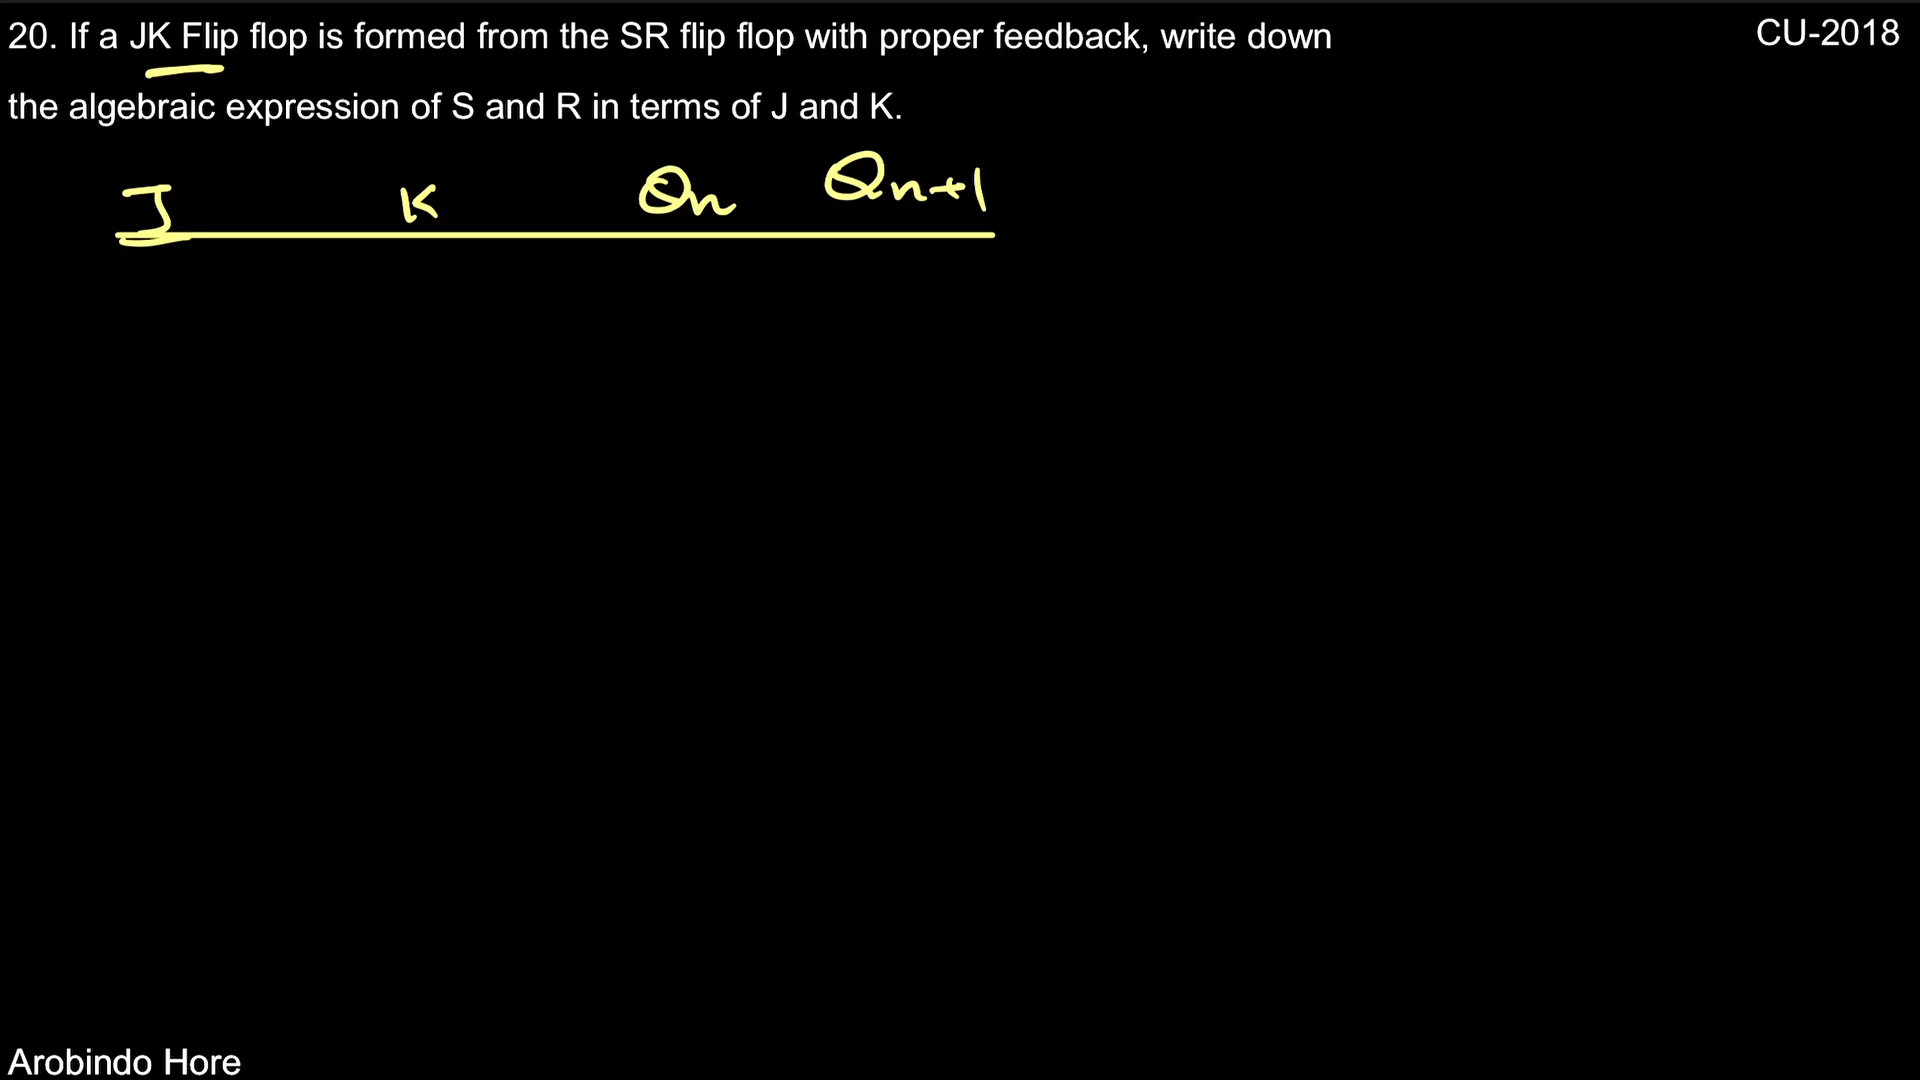 20. If a JK Flip flop is formed from the SR flip flop with proper feedback, write down
CU-2018
the algebraic expression of S and R in terms of J and K.
J K Qn Qn+1
Arobindo Hore